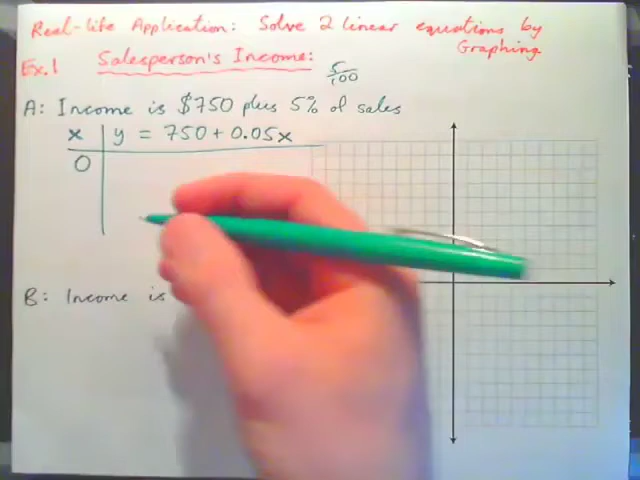 Real-life Application: Solve 2 linear equations by
Graphing
Ex.1 Salesperson's Income:
5/100
A: Income is $750 plus 5% of sales
x y = 750 + 0.05x
0
B: Income is